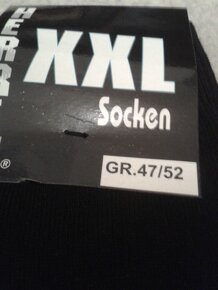 XXL
Socken
GR.47/52
®